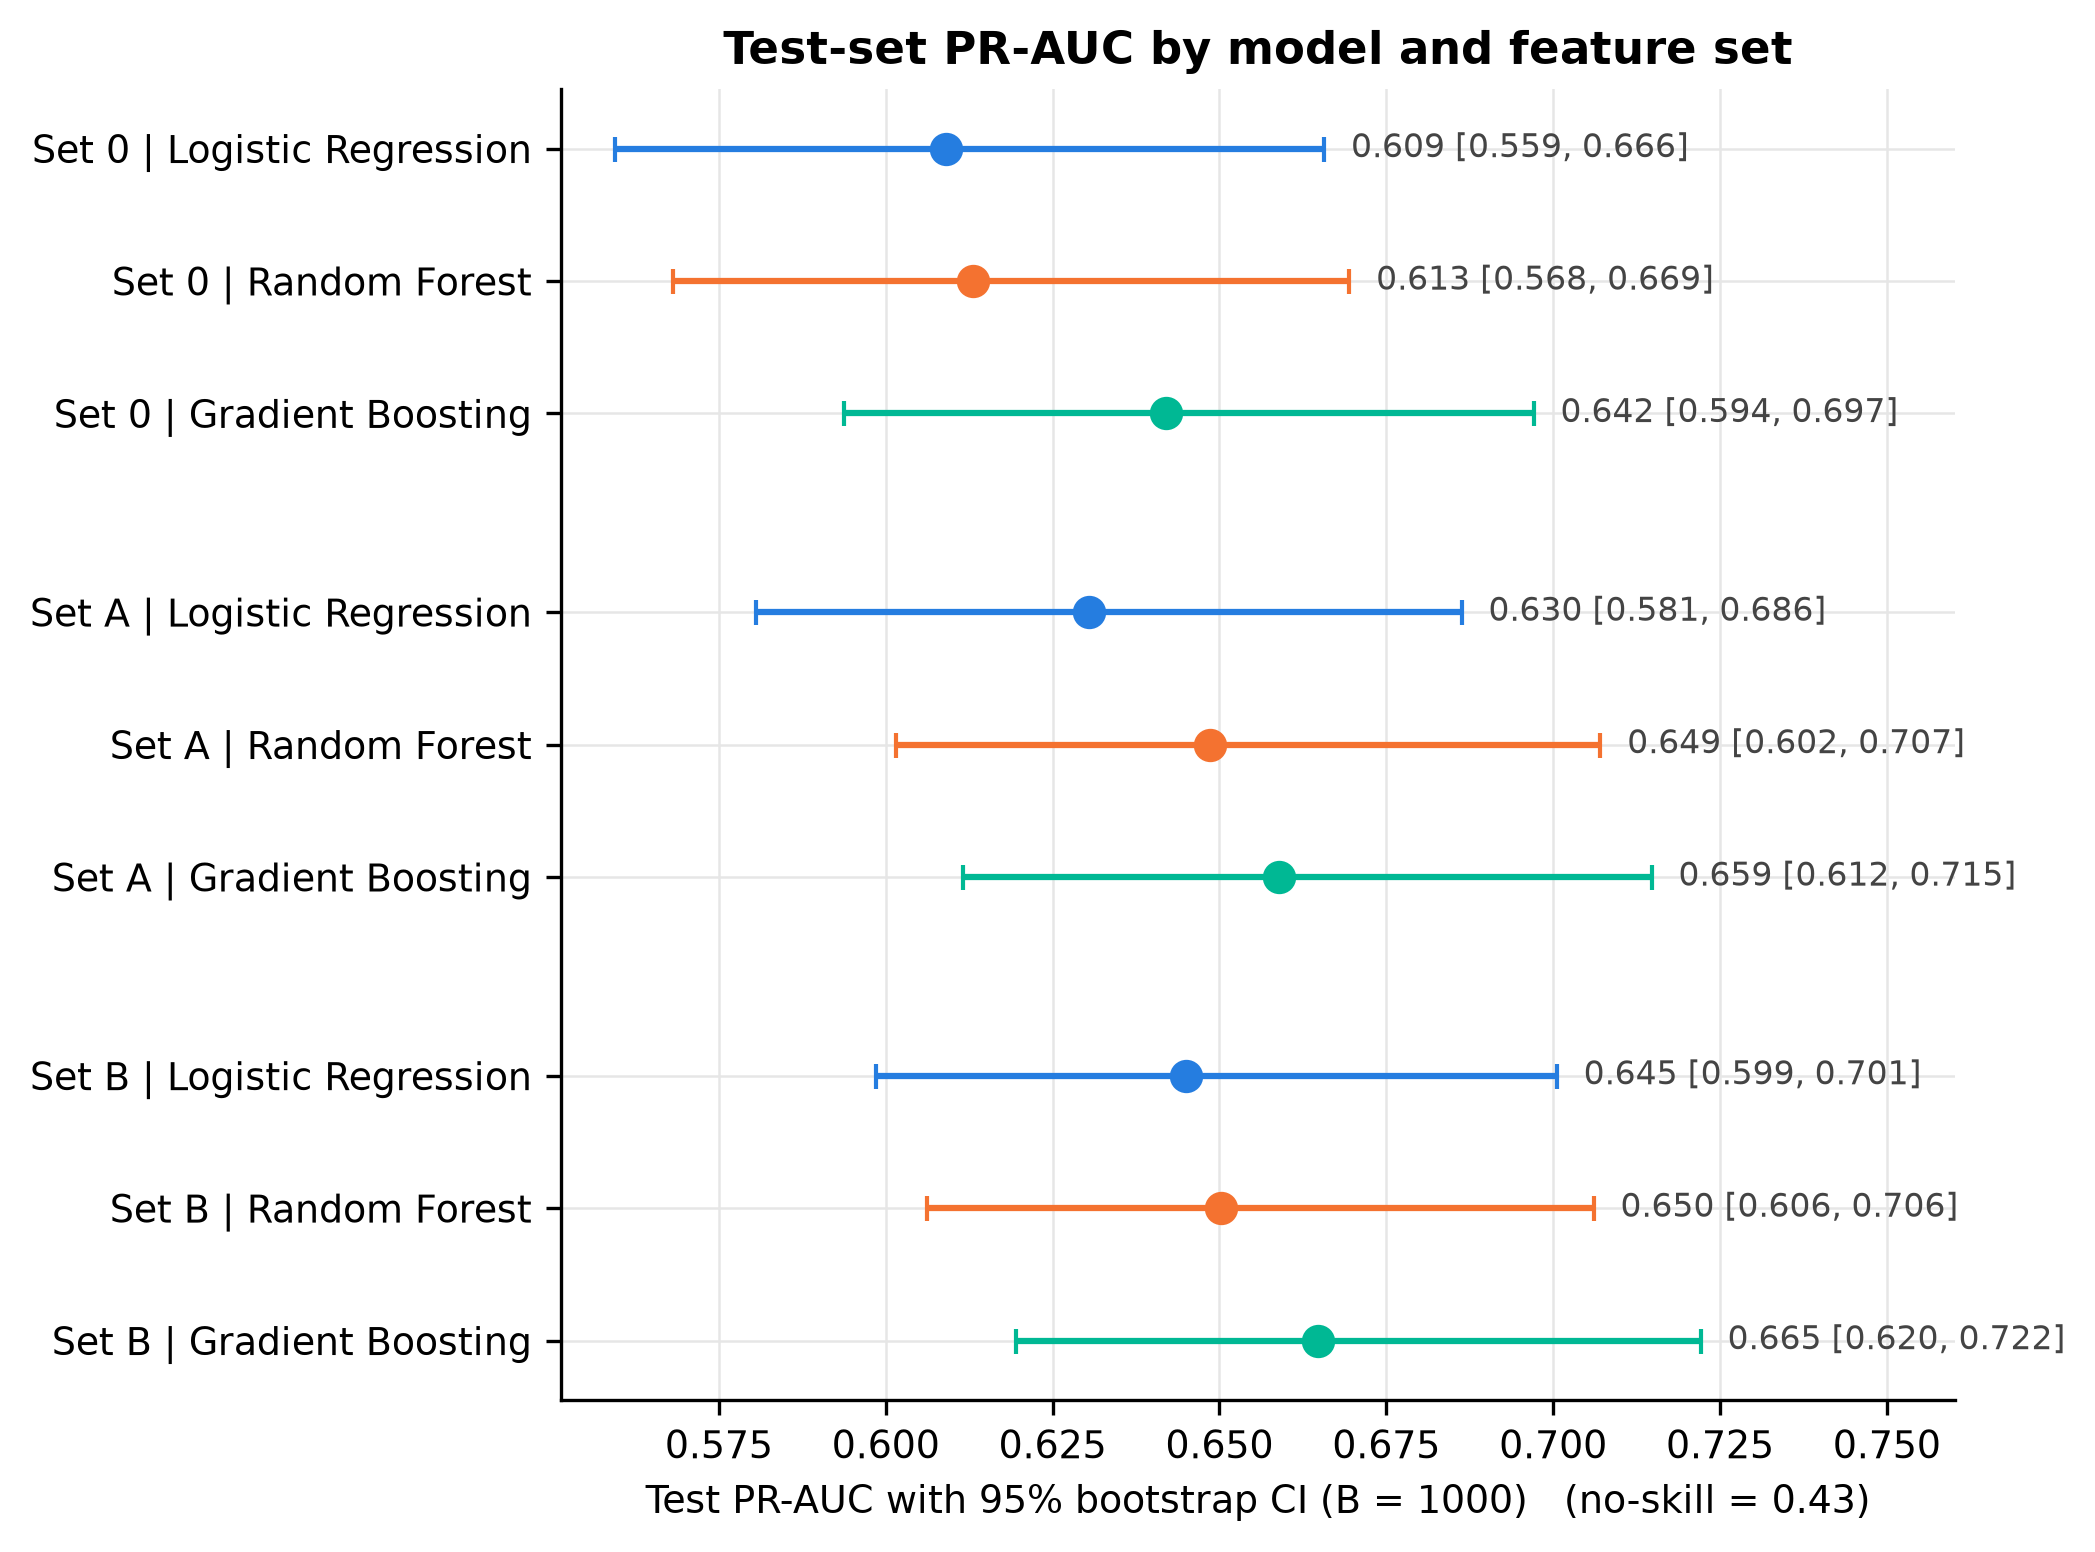 Test-set PR-AUC by model and feature set
Set 0 | Logistic Regression
0.609 [0.559, 0.666]
Set 0 | Random Forest
0.613 [0.568, 0.669]
Set 0 | Gradient Boosting
0.642 [0.594, 0.697]
Set A | Logistic Regression
0.630 [0.581, 0.686]
Set A | Random Forest
0.649 [0.602, 0.707]
Set A | Gradient Boosting
0.659 [0.612, 0.715]
Set B | Logistic Regression
0.645 [0.599, 0.701]
Set B | Random Forest
0.650 [0.606, 0.706]
Set B | Gradient Boosting
0.665 [0.620, 0.722]
0.575 0.600 0.625 0.650 0.675 0.700 0.725 0.750
Test PR-AUC with 95% bootstrap CI (B = 1000) (no-skill = 0.43)